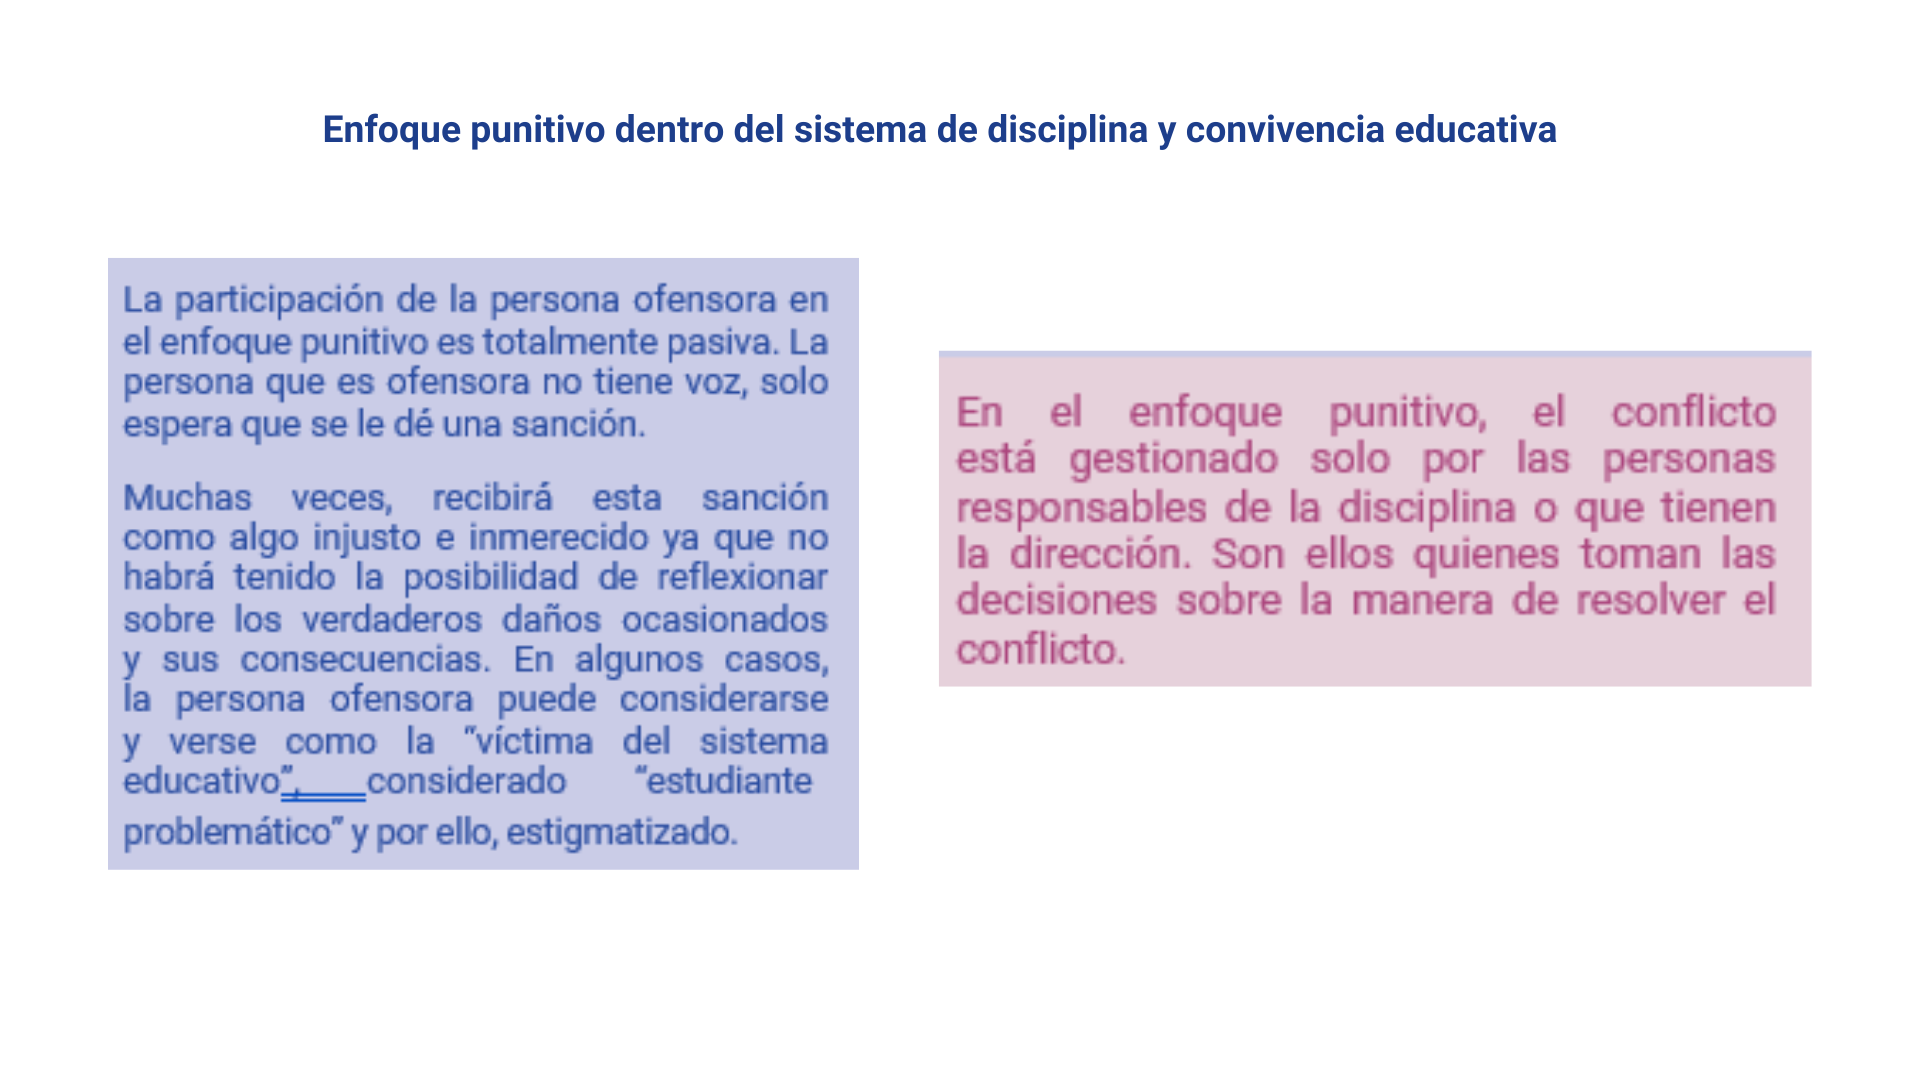 Enfoque punitivo dentro del sistema de disciplina y convivencia educativa
La participación de la persona ofensora en
el enfoque punitivo es totalmente pasiva. La
persona que es ofensora no tiene voz, solo
espera que se le dé una sanción.
Muchas veces, recibirá esta sanción
como algo injusto e inmerecido ya que no
habrá tenido la posibilidad de reflexionar
sobre los verdaderos daños ocasionados
y sus consecuencias. En algunos casos,
la persona ofensora puede considerarse
y verse como la “víctima del sistema
educativo”, considerado “estudiante
problemático” y por ello, estigmatizado.
En el enfoque punitivo, el conflicto
está gestionado solo por las personas
responsables de la disciplina o que tienen
la dirección. Son ellos quienes toman las
decisiones sobre la manera de resolver el
conflicto.